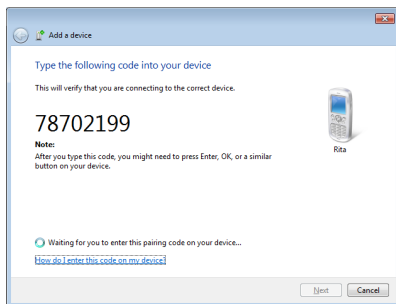 Add a device
Type the following code into your device
This will verify that you are connecting to the correct device.
78702199
Note:
After you type this code, you might need to press Enter, OK, or a similar
button on your device.
Rita
Waiting for you to enter this pairing code on your device...
How do I enter this code on my device?
Next
Cancel